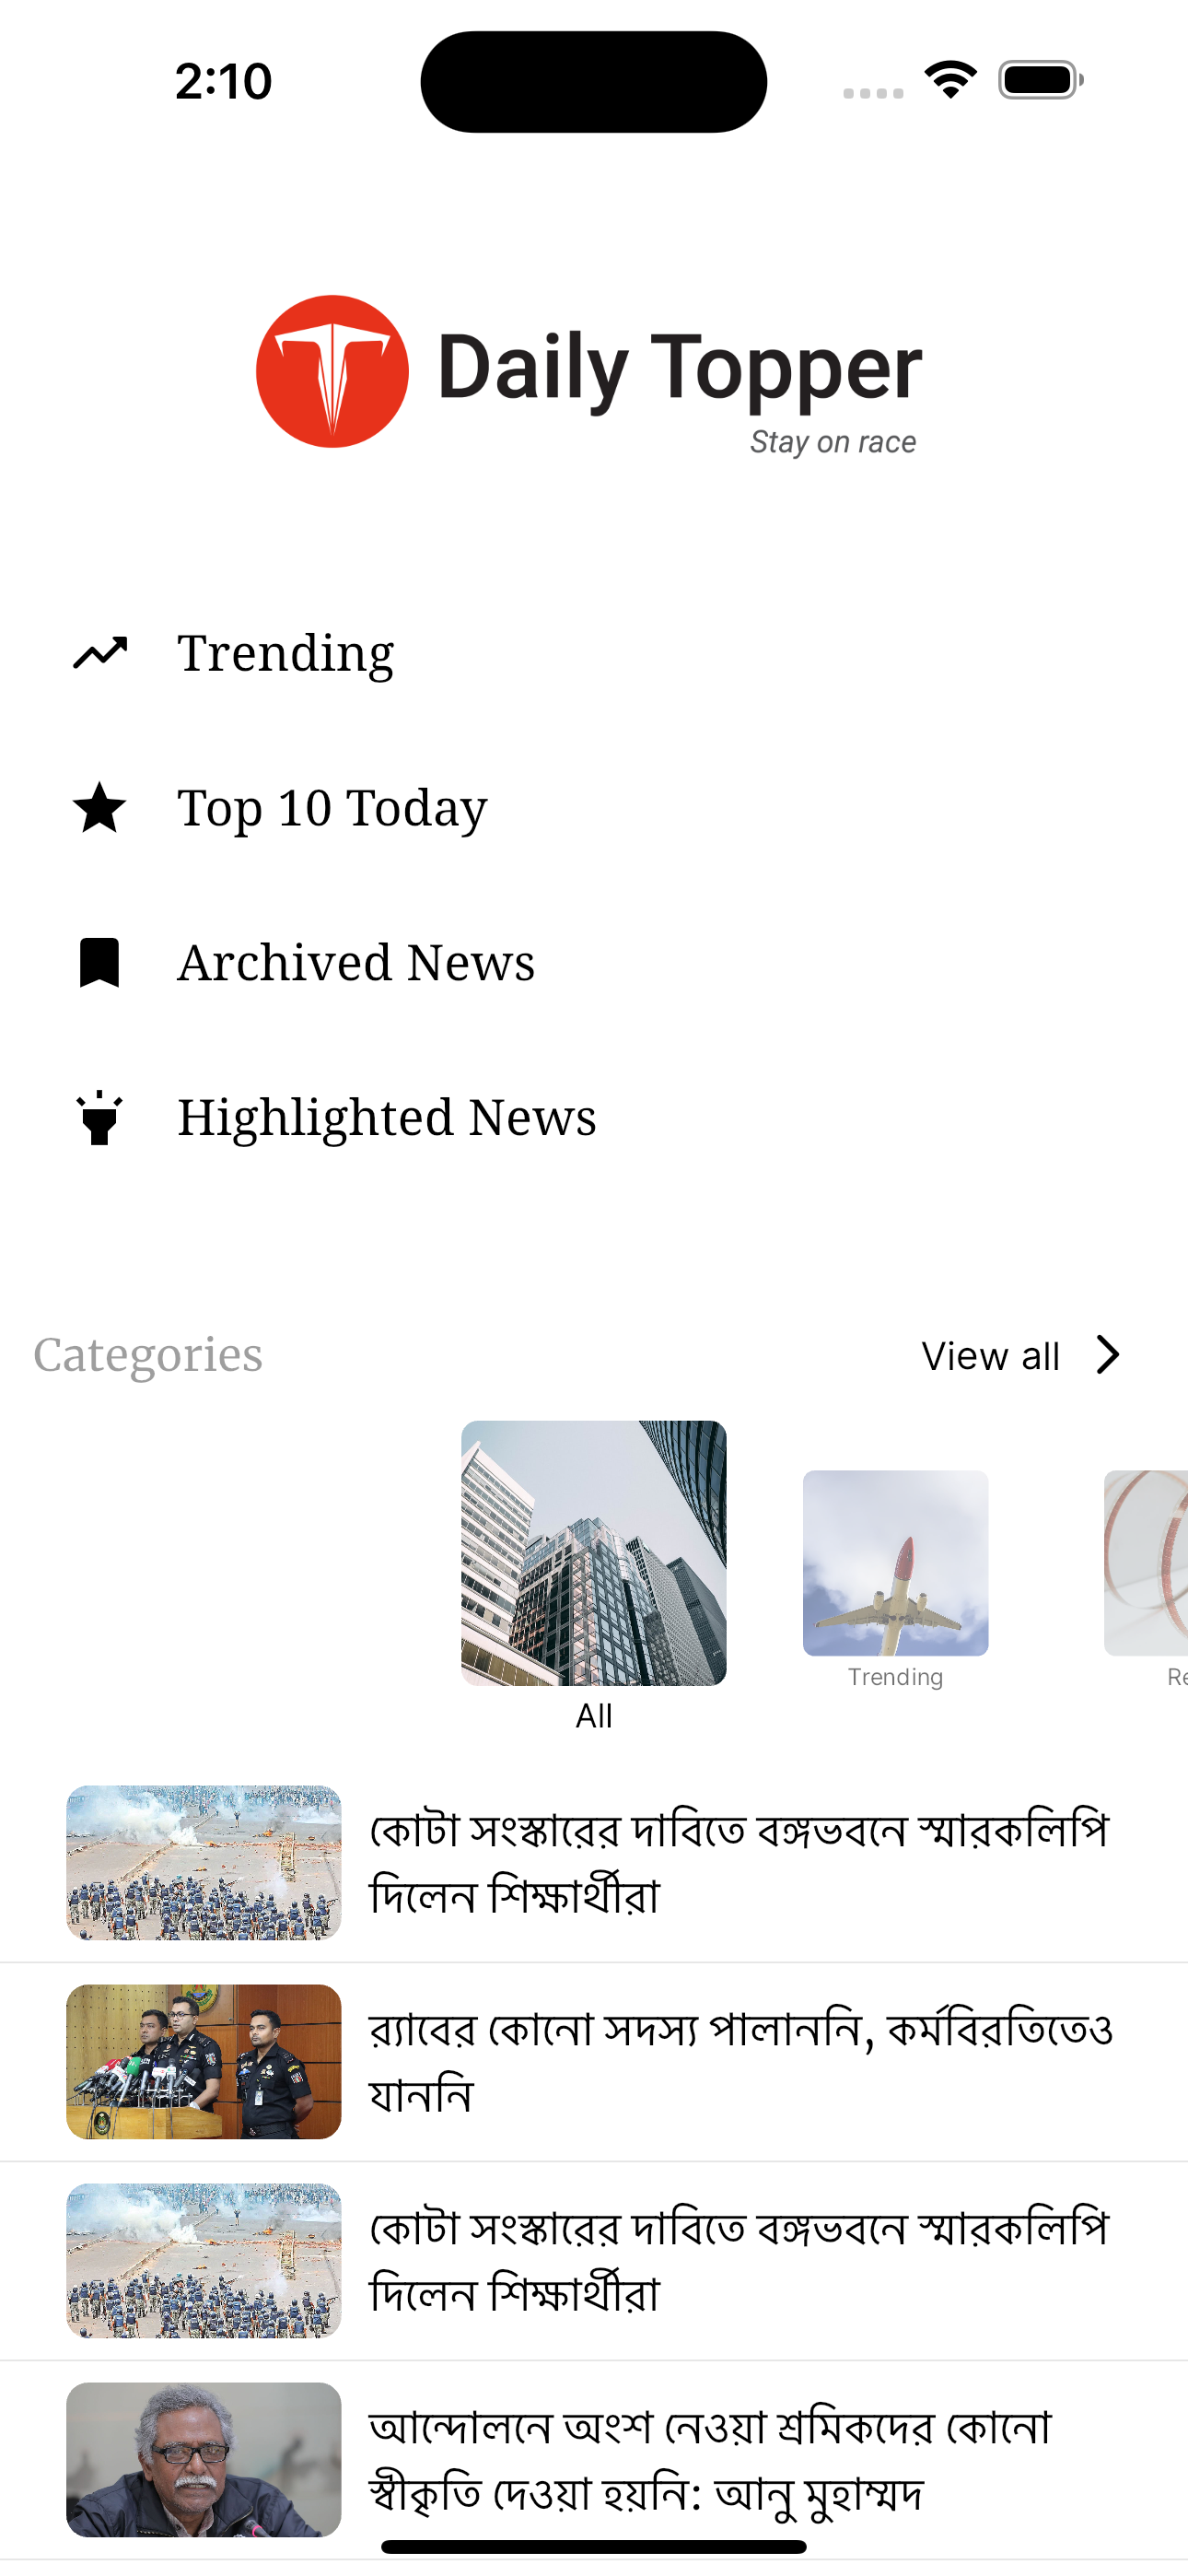 2:10
Daily Topper
Stay on race
Trending
Top 10 Today
Archived News
Highlighted News
Categories
View all
Trending
All
কোটা সংস্কারের দাবিতে বঙ্গভবনে স্মারকলিপি
দিলেন শিক্ষার্থীরা
র‍্যাবের কোনো সদস্য পালাননি, কর্মবিরতিতেও
যাননি
কোটা সংস্কারের দাবিতে বঙ্গভবনে স্মারকলিপি
দিলেন শিক্ষার্থীরা
আন্দোলনে অংশ নেওয়া শ্রমিকদের কোনো
স্বীকৃতি দেওয়া হয়নি: আনু মুহাম্মদ